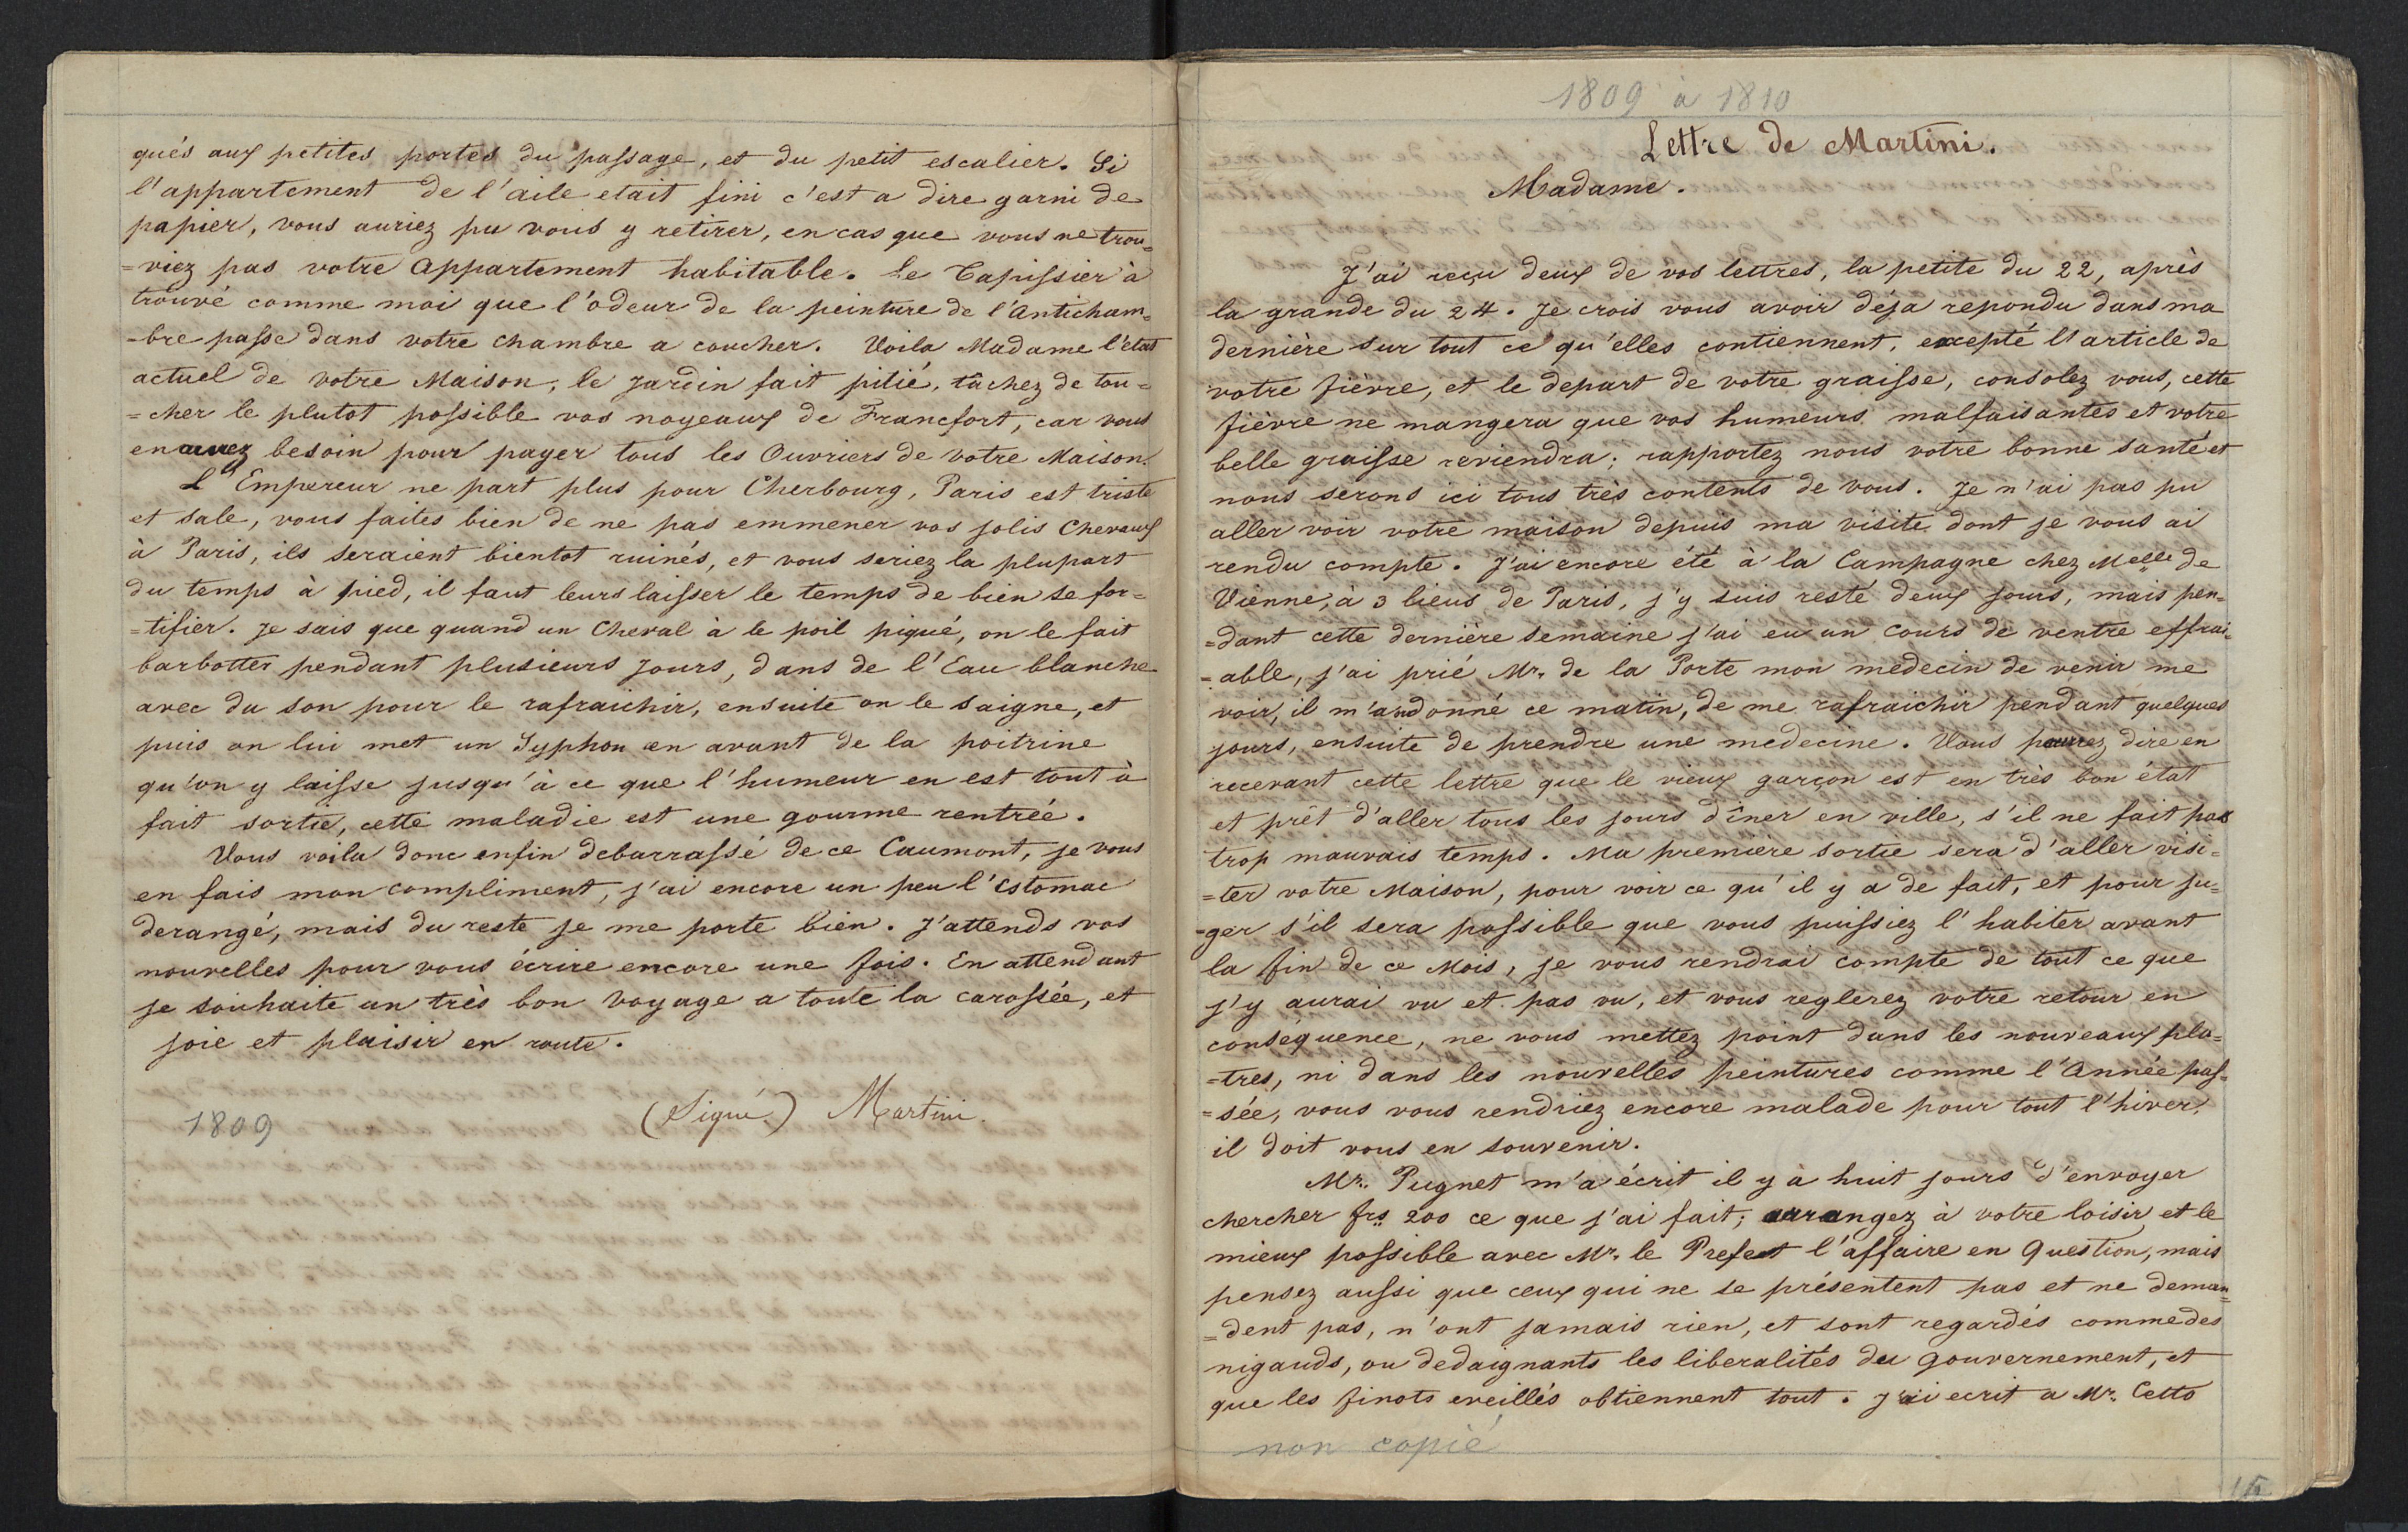 qués aux petites portes du passage, et du petit escalier. Si
l'appartement de l'aile etait fini c'est a dire garni de
papier, vous auriez pu vous y retirer, en cas que vous ne trou=
=viez pas votre appartement habitable. Le Tapissier à
trouvé comme moi que l'odeur de la peinture de l'Anticham=
=bre passe dans votre chambre a coucher. Voila Madame l'état
actuel de votre Maison, le Jardin fait pitié, tâchez de tou=
=cher le plutot possible vos noyeaux de Francfort, car vous
en aurez besoin pour payer tous les Ouvriers de votre Maison.
L'Empereur ne part plus pour Cherbourg, Paris est triste
et sale, vous faites bien de ne pas emmener vos jolis Chevaux
à Paris, ils seraient bientot ruinés, et vous seriez la plupart
du temps à pied, il faut leurs laisser le temps de bien se for=
=tifier. Je sais que quand un Cheval à le poil piqué, on le fait
barbotter pendant plusieurs Jours, dans de l'Eau blanche
avec du son pour le rafraichir, ensuite on le saigne, et
puis on lui met un Syphon en avant de la poitrine
qu'on y laisse jusqu'à ce que l'humeur en est tout à
fait sortie, cette maladie est une gourme rentrée.
Vous voila donc enfin debarrassé de ce Caumont, je vous
en fais mon compliment, j'ai encore un peu l'Estomac
derangé, mais du reste je me porte bien. J'attends vos
nouvelles pour vous écrire encore une fois. En attendant
je souhaite un très bon Voyage a toute la carossée, et
joie et plaisir en route.
(Signé) Martini.
1809
1809 à 1810
Lettre de Martini.
Madame.
J'ai reçu deux de vos lettres, la petite du 22, après
la grande du 24. Je crois vous avoir déja repondu dans ma
dernière sur tout ce qu'elles contiennent, excepté l'article de
votre fièvre, et le depart de votre graisse, consolez vous, cette
fièvre ne mangera que vos humeurs malfaisantes et votre
belle graisse reviendra; rapportez nous votre bonne santé et
nous serons ici tous très contents de vous. Je n'ai pas pu
aller voir votre maison depuis ma visite dont je vous ai
rendu compte. J'ai encore été à la Campagne chez Melle de
Vienne, à 3 lieus de Paris, j'y suis resté deux jours, mais pen=
=dant cette dernière semaine j'ai eu un cours de ventre effrai=
=able, j'ai prié Mr. de la Porte mon medecin de venir me
voir, il m'a ordonné ce matin, de me rafraichir pendant quelques
jours, ensuite de prendre une medecine. Vous pourrez dire en
recevant cette lettre que le vieux garçon est en très bon état
et prêt d'aller tous les jours dîner en ville, s'il ne fait pas
trop mauvais temps. Ma première sortie sera d'aller visi=
=ter votre Maison, pour voir ce qu'il y a de fait, et pour ju=
=ger s'il sera possible que vous puissiez l'habiter avant
la fin de ce Mois, je vous rendrai compte de tout ce que
j'y aurai vu et pas vu, et vous reglerez votre retour en
conséquence, ne vous mettez point dans les nouveaux pla=
=tres, ni dans les nouvelles peintures comme l'Année pas=
=sée, vous vous rendriez encore malade pour tout l'hiver,
il doit vous en souvenir.
Mr. Pugnet m'a écrit il y à huit jours d'envoyer
chercher frs 200 ce que j'ai fait; arrangez à votre loisir et le
mieux possible avec Mr. le Prefect l'affaire en Question, mais
pensez aussi que ceux qui ne se présentent pas et ne deman=
=dent pas, n'ont jamais rien, et sont regardés comme des
nigauds, ou dedaignants les liberalités du gouvernement, et
que les finots eveillés obtiennent tout. J'ai ecrit a Mr. Cetto
non copié
15